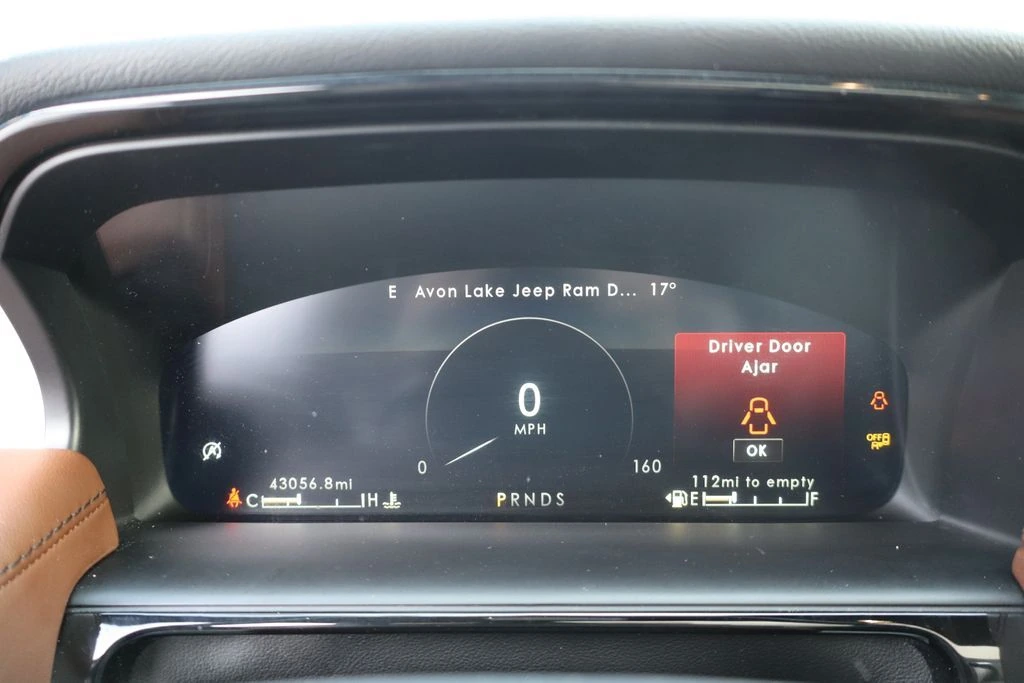 E Avon Lake Jeep Ram D... 17°
Driver Door
Ajar
0
MPH
OK
OFF
0
160
43056.8mi
112mi to empty
C H
PRNDS
E F